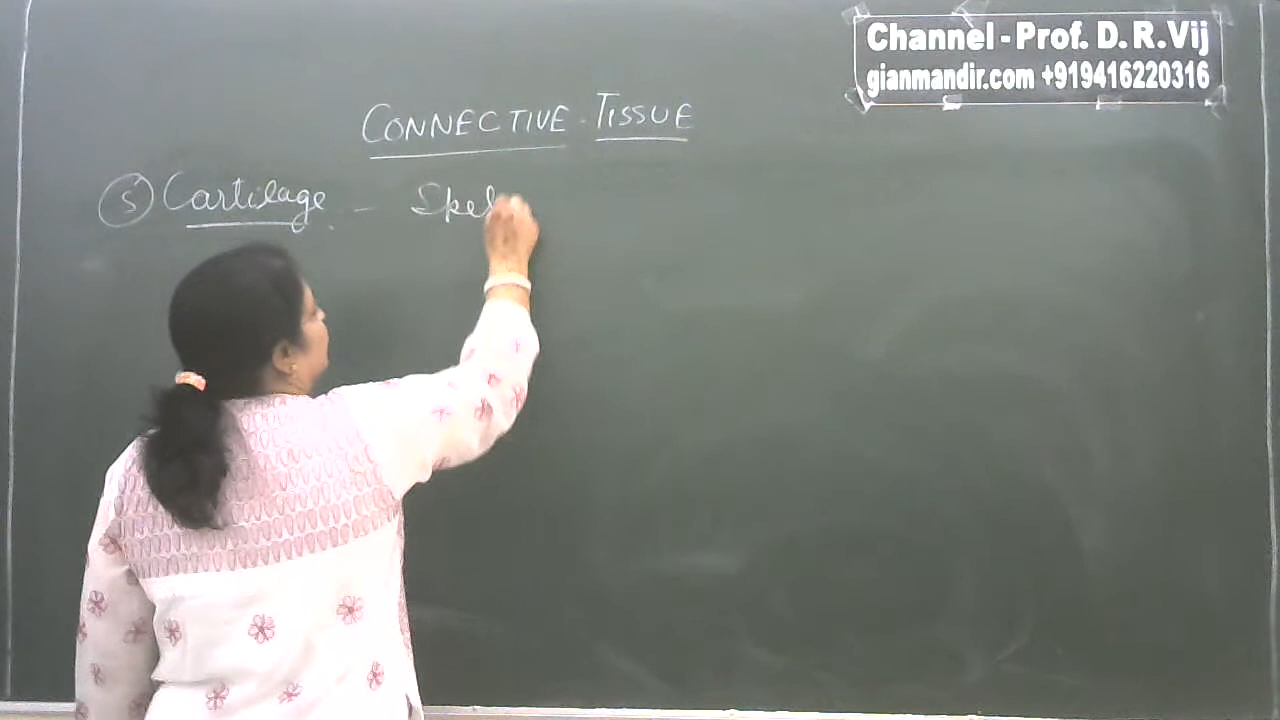 Channel - Prof. D. R. Vij
gianmandir.com +919416220316
CONNECTIVE TISSUE
(5) Cartilage - Skel